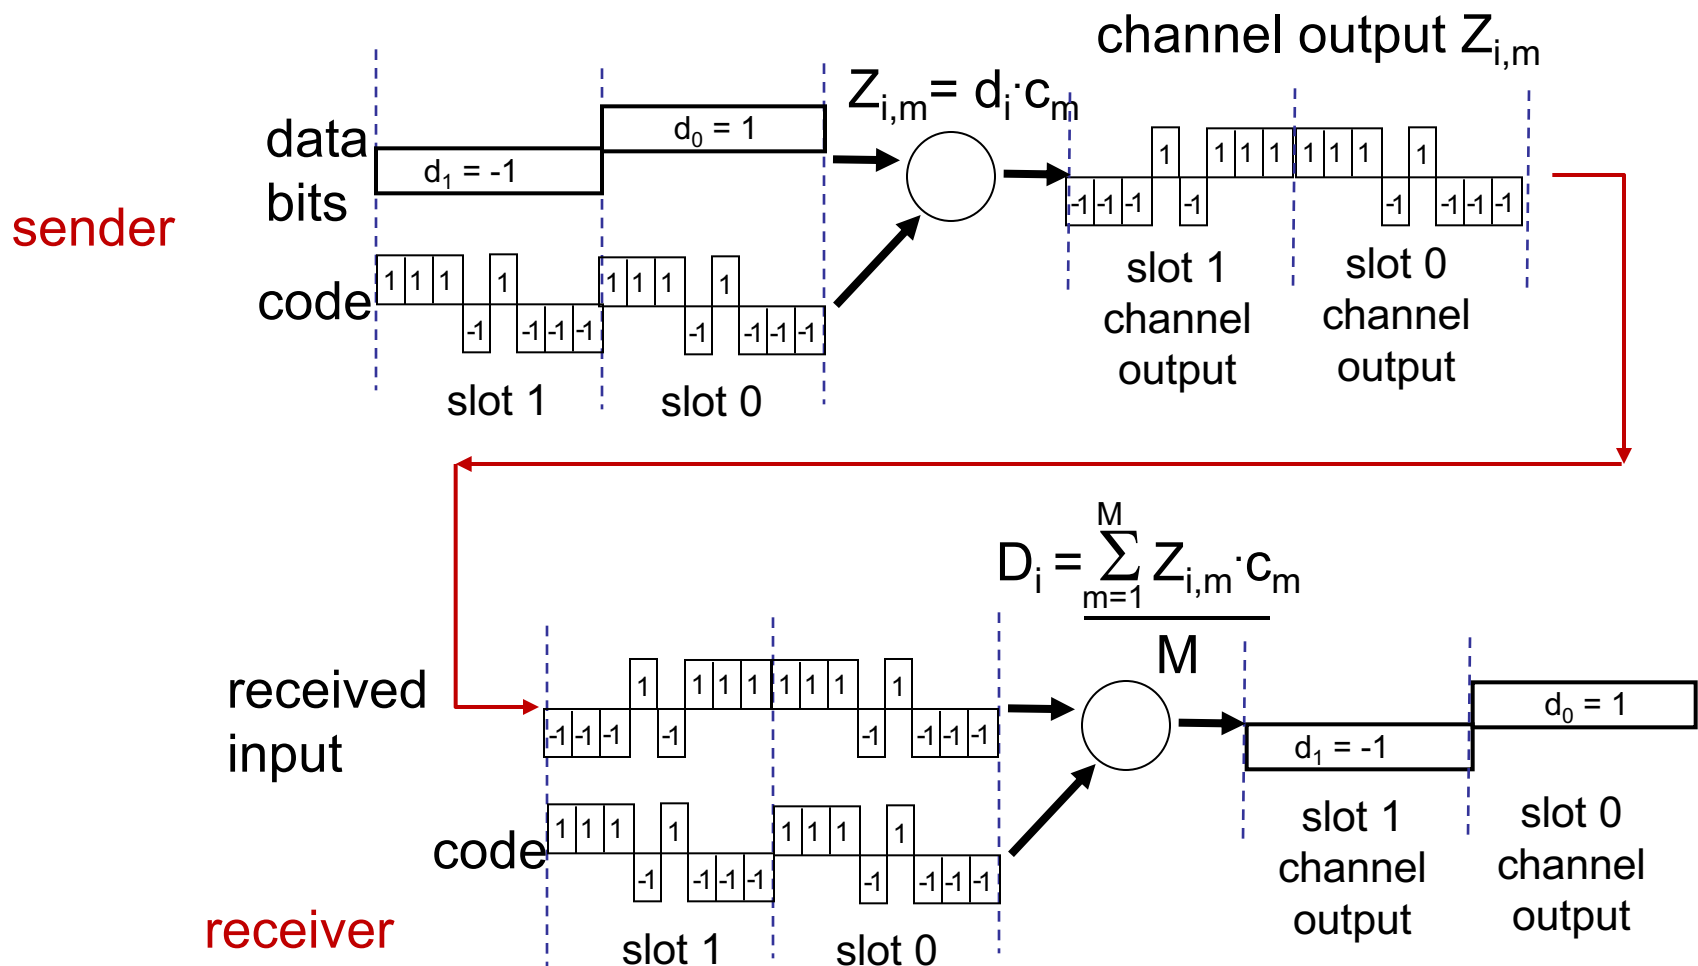 channel output Z_i,m
Z_i,m = d_i·c_m
data bits
d_1 = -1
d_0 = 1
sender
code
1 1 1 -1 1 -1 -1 -1
1 1 1 -1 1 -1 -1 -1
slot 1
slot 0
-1 -1 -1 1 -1 1 1 1
1 1 1 -1 1 -1 -1 -1
slot 1
channel
output
slot 0
channel
output
D_i = Σ_{m=1}^{M} Z_i,m·c_m
M
received
input
-1 -1 -1 1 -1 1 1 1
1 1 1 -1 1 -1 -1 -1
code
1 1 1 -1 1 -1 -1 -1
1 1 1 -1 1 -1 -1 -1
receiver
slot 1
slot 0
d_1 = -1
d_0 = 1
slot 1
channel
output
slot 0
channel
output